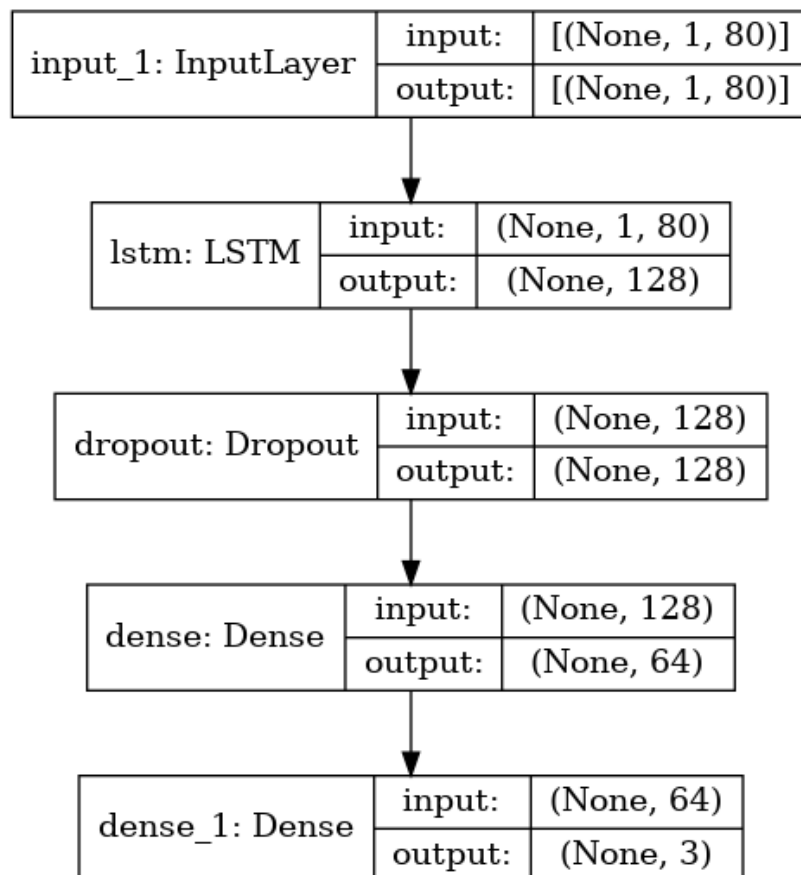 input_1: InputLayer
input: [(None, 1, 80)]
output: [(None, 1, 80)]
lstm: LSTM
input: (None, 1, 80)
output: (None, 128)
dropout: Dropout
input: (None, 128)
output: (None, 128)
dense: Dense
input: (None, 128)
output: (None, 64)
dense_1: Dense
input: (None, 64)
output: (None, 3)